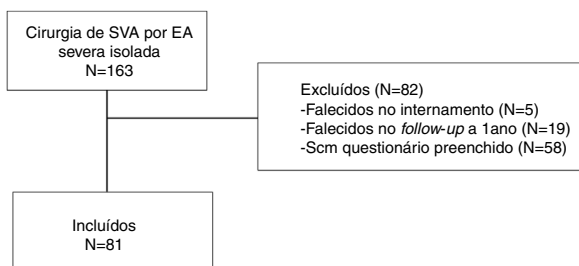 Cirurgia de SVA por EA
severa isolada
N=163
Excluídos (N=82)
-Falecidos no internamento (N=5)
-Falecidos no follow-up a 1ano (N=19)
-Scm questionário preenchido (N=58)
Incluídos
N=81